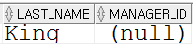 LAST_NAME MANAGER_ID
King (null)